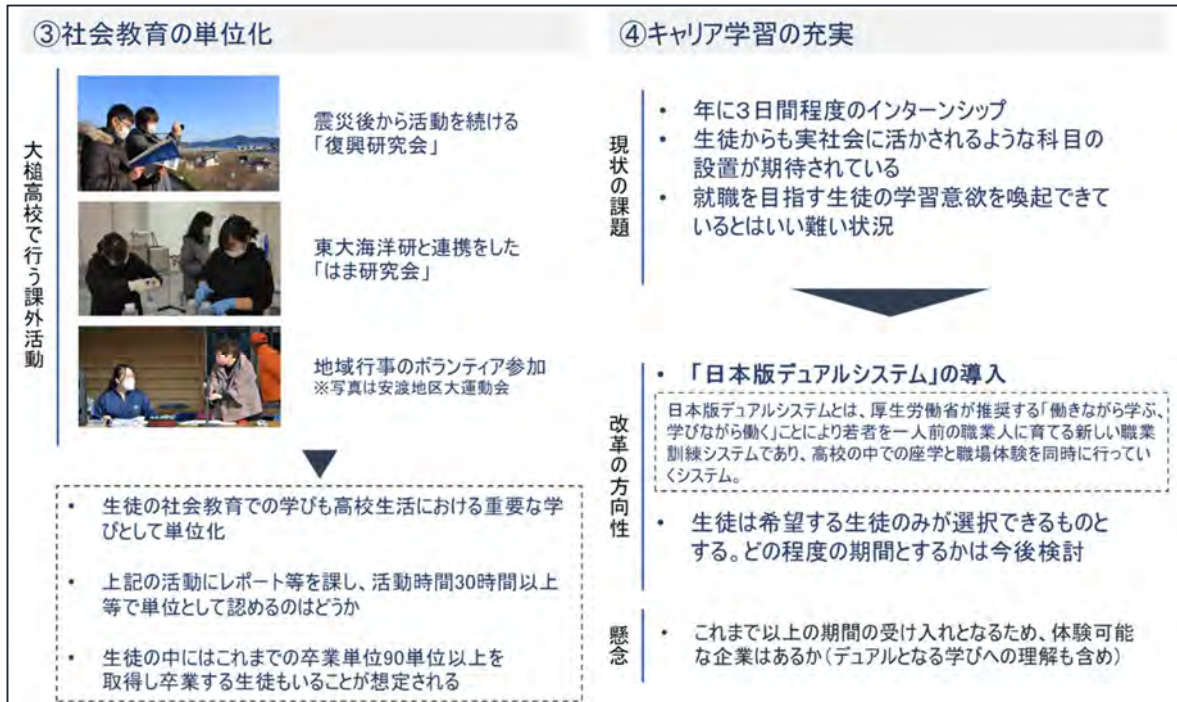 ③社会教育の単位化
大槌高校で行う課外活動
震災後から活動を続ける
「復興研究会」
東大海洋研と連携をした
「はま研究会」
地域行事のボランティア参加
※写真は安渡地区大運動会
• 生徒の社会教育での学びも高校生活における重要な学
びとして単位化
• 上記の活動にレポート等を課し、活動時間30時間以上
等で単位として認めるのはどうか
• 生徒の中にはこれまでの卒業単位90単位以上を
取得し卒業する生徒もいることが想定される
④キャリア学習の充実
現状の課題
• 年に3日間程度のインターンシップ
• 生徒からも実社会に活かされるような科目の
設置が期待されている
• 就職を目指す生徒の学習意欲を喚起できて
いるとはいい難い状況
改革の方向性
• 「日本版デュアルシステム」の導入
日本版デュアルシステムとは、厚生労働省が推奨する「働きながら学ぶ、
学びながら働く」ことにより若者を一人前の職業人に育てる新しい職業
訓練システムであり、高校の中での座学と職場体験を同時に行ってい
くシステム。
• 生徒は希望する生徒のみが選択できるものと
する。どの程度の期間とするかは今後検討
懸念
• これまで以上の期間の受け入れとなるため、体験可能
な企業はあるか（デュアルとなる学びへの理解も含め）